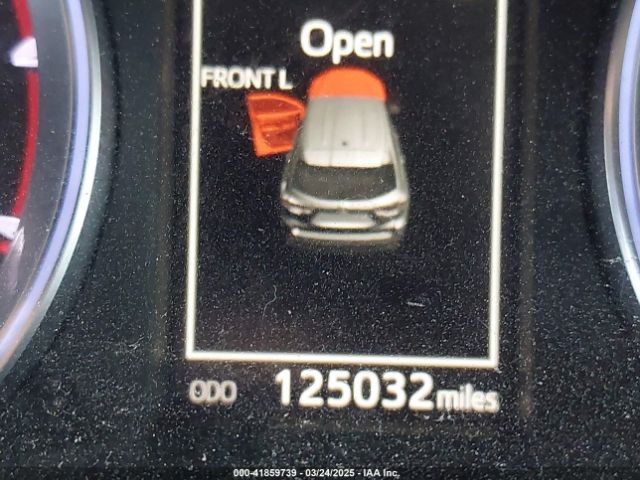 Open
FRONT L
ODO 125032 miles
000-41859739 - 03/24/2025 - IAA Inc.